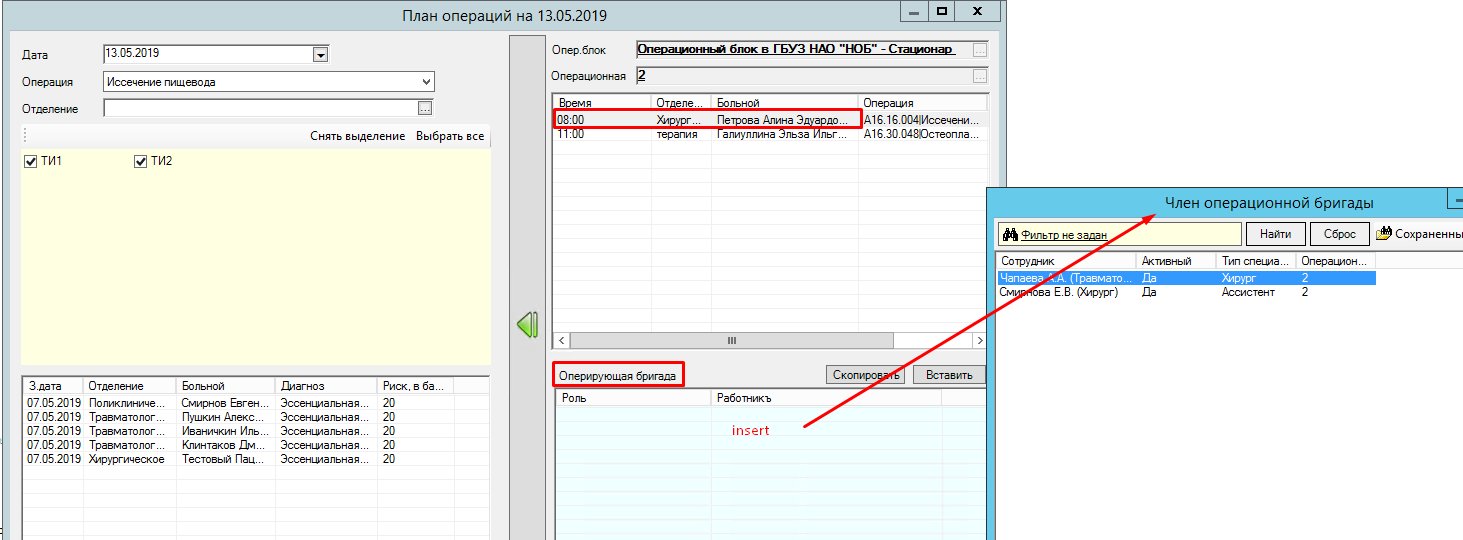 План операций на 13.05.2019
Дата 13.05.2019
Операция Иссечение пищевода
Отделение
Снять выделение Выбрать все
ТИ1 ТИ2
З.дата Отделение Больной Диагноз Риск, в ба...
07.05.2019 Поликлиниче... Смирнов Евген... Эссенциальная... 20
07.05.2019 Травматолог... Пушкин Алекс... Эссенциальная... 20
07.05.2019 Травматолог... Иваничкин Иль... Эссенциальная... 20
07.05.2019 Травматолог... Клинтаков Дм... Эссенциальная... 20
07.05.2019 Хирургическое Тестовый Пац... Эссенциальная... 20
Опер.блок Операционный блок в ГБУЗ НАО "НОБ" - Стационар
Операционная 2
Время Отделе... Больной Операция
08:00 Хирург... Петрова Алина Эдуардо... A16.16.004|Иссечени...
11:00 терапия Галиуллина Эльза Ильг... A16.30.048|Остеопла...
Оперирующая бригада Скопировать Вставить
Роль Работникъ
insert
Член операционной бригады
Фильтр не задан Найти Сброс Сохраненны
Сотрудник Активный Тип специа... Операцион...
Чапаева А.А. (Травмато... Да Хирург 2
Смирнова Е.В. (Хирург) Да Ассистент 2